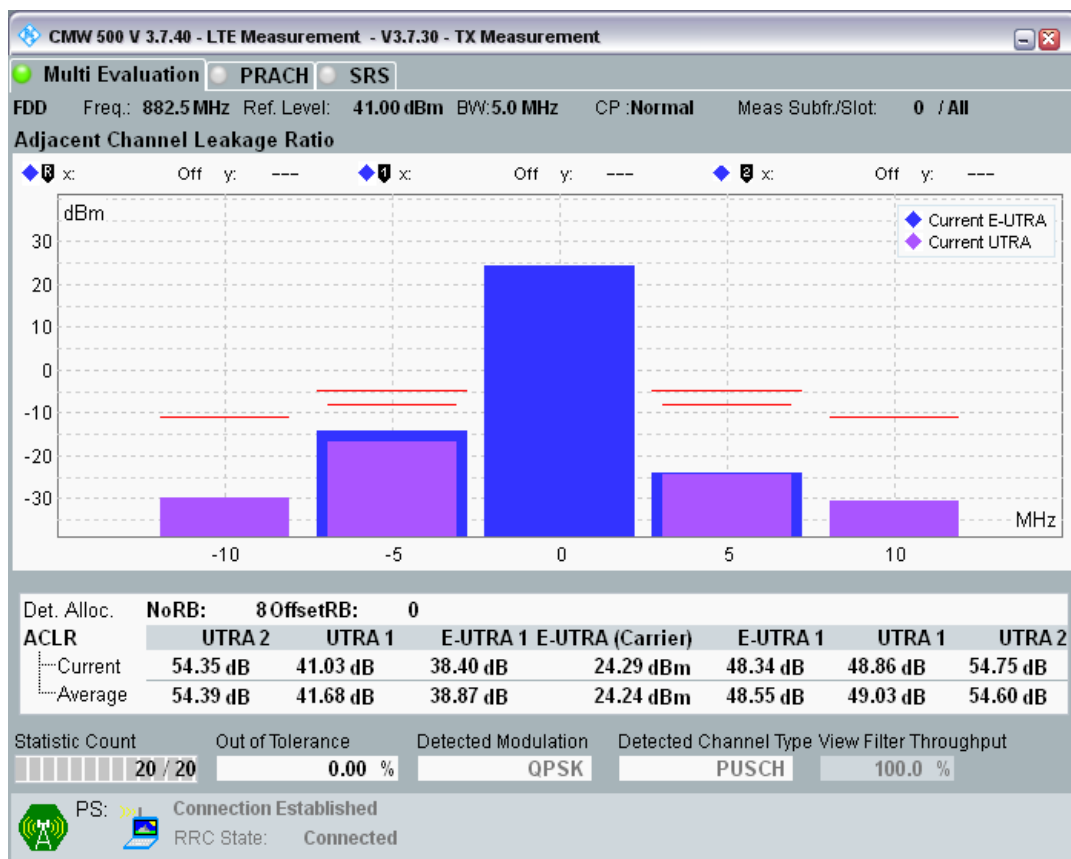 CMW 500 V 3.7.40 - LTE Measurement - V3.7.30 - TX Measurement
Multi Evaluation PRACH SRS
FDD Freq.: 882.5 MHz Ref. Level: 41.00 dBm BW:5.0 MHz CP :Normal Meas Subfr./Slot: 0 / All
Adjacent Channel Leakage Ratio
R x: Off y: --- 1 x: Off y: --- 2 x: Off y: ---
dBm
Current E-UTRA
Current UTRA
30
20
10
0
-10
-20
-30
MHz
-10 -5 0 5 10
Det. Alloc. NoRB: 8 OffsetRB: 0
ACLR UTRA 2 UTRA 1 E-UTRA 1 E-UTRA (Carrier) E-UTRA 1 UTRA 1 UTRA 2
Current 54.35 dB 41.03 dB 38.40 dB 24.29 dBm 48.34 dB 48.86 dB 54.75 dB
Average 54.39 dB 41.68 dB 38.87 dB 24.24 dBm 48.55 dB 49.03 dB 54.60 dB
Statistic Count Out of Tolerance Detected Modulation Detected Channel Type View Filter Throughput
20 / 20 0.00 % QPSK PUSCH 100.0 %
PS: Connection Established
RRC State: Connected